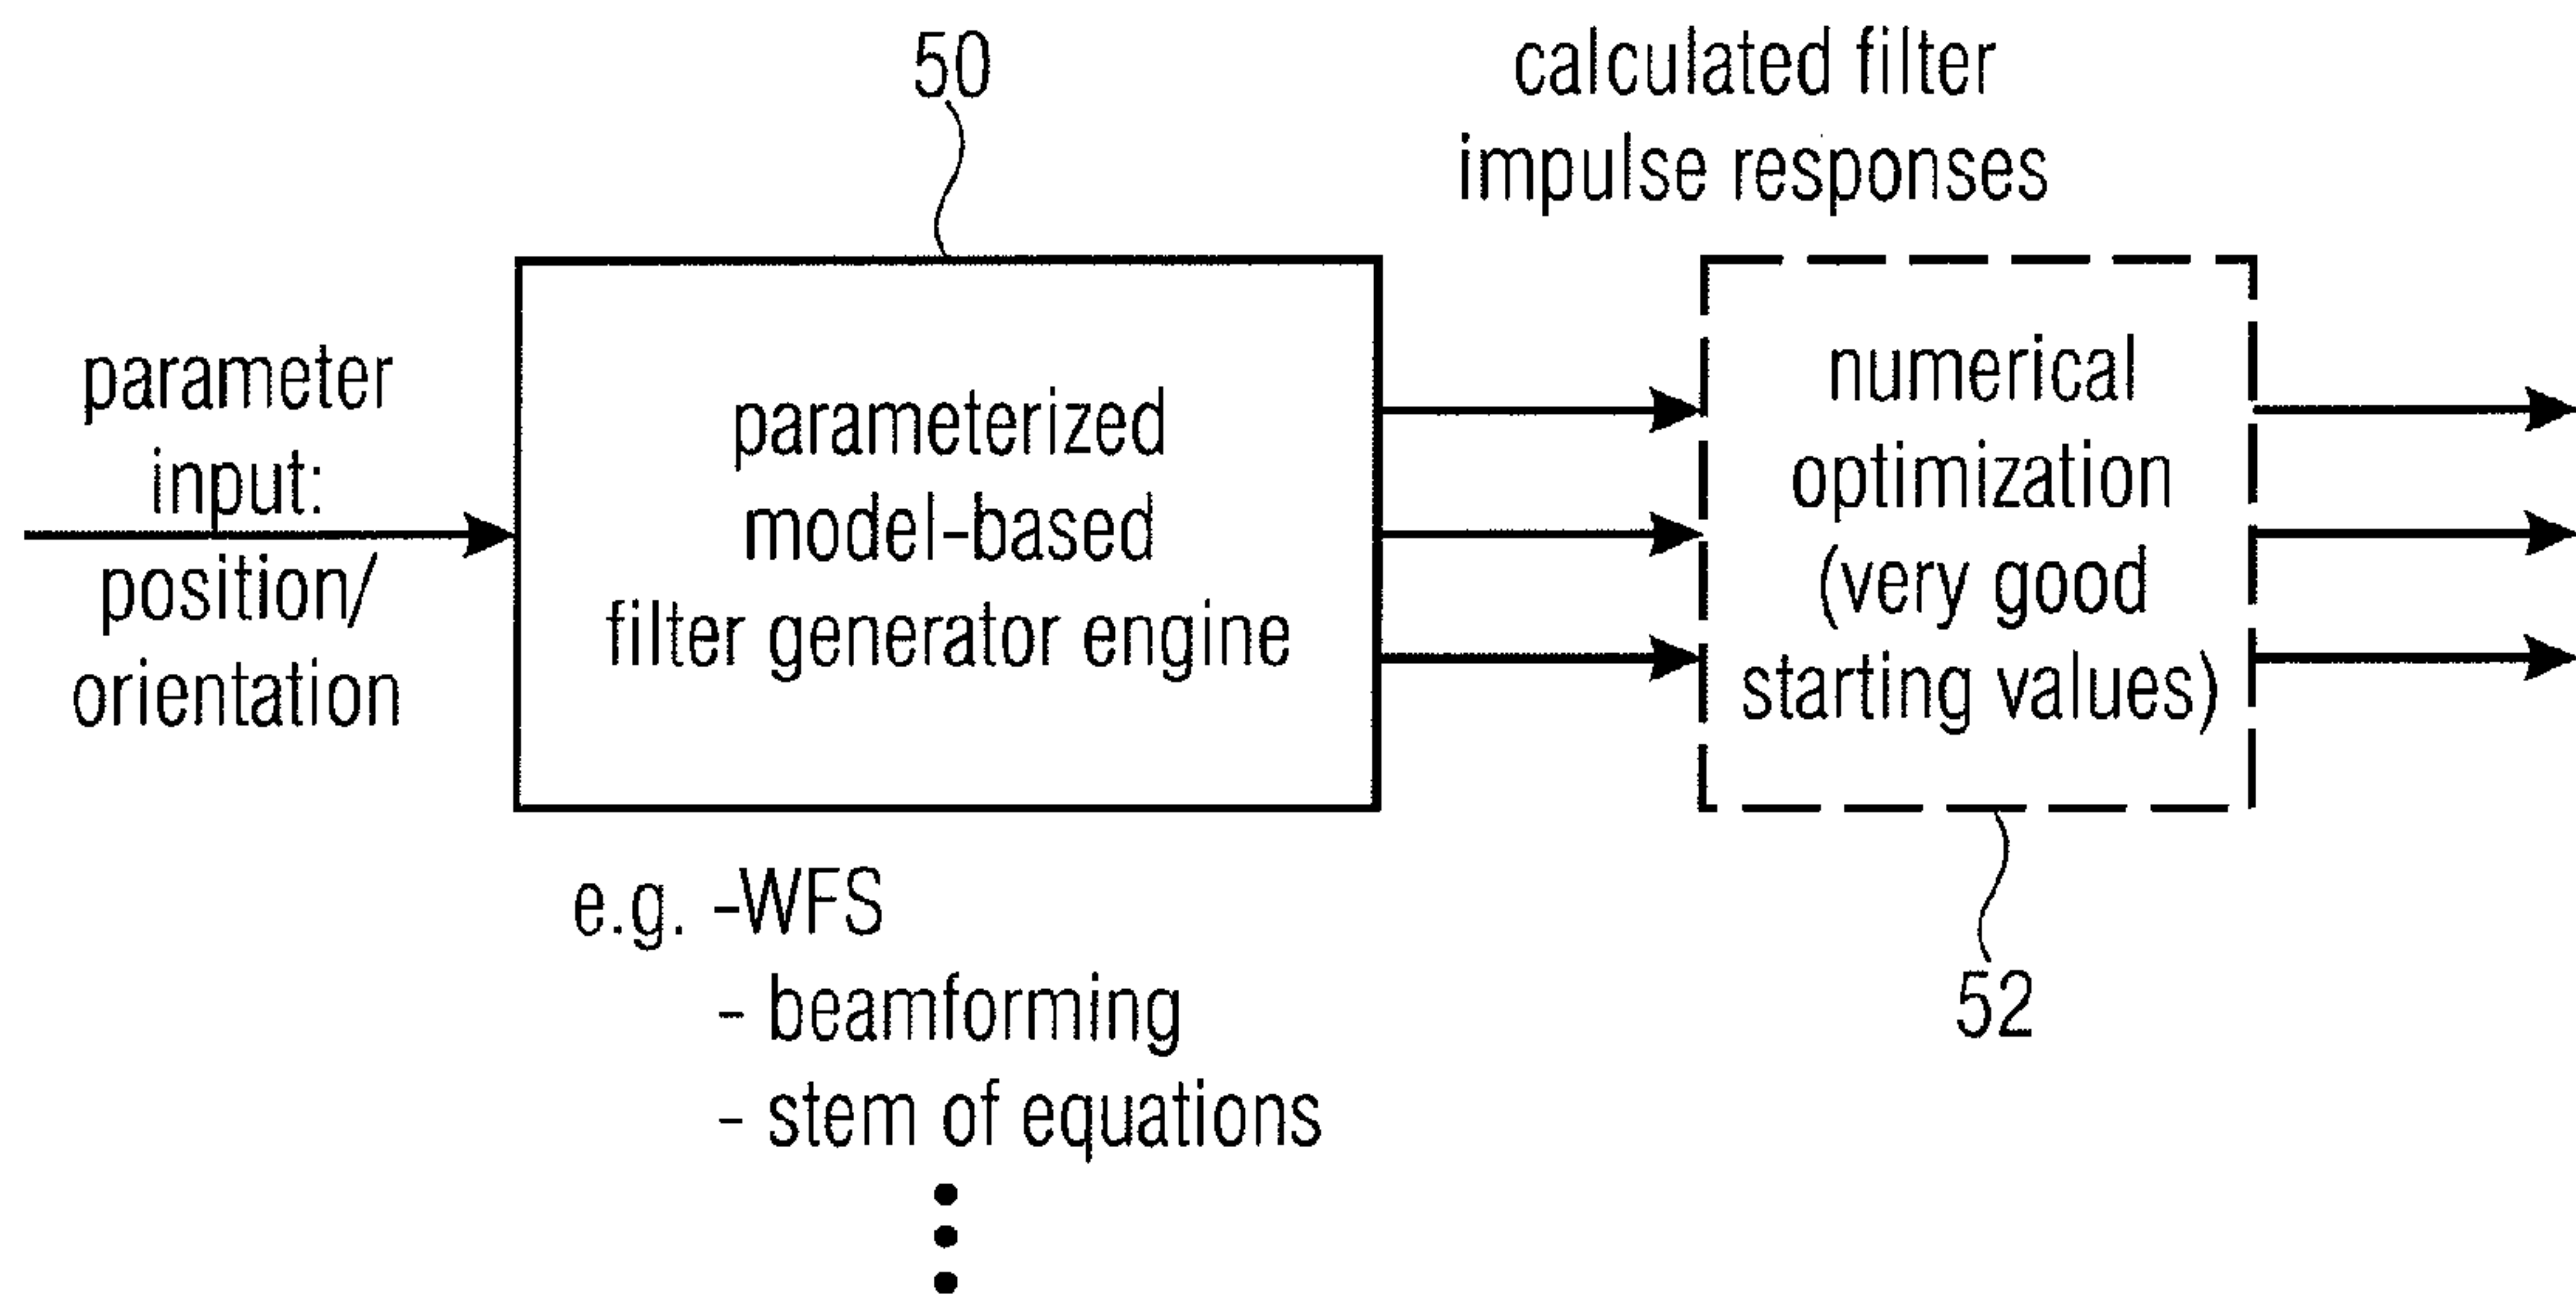 50
calculated filter
impulse responses
parameter
input:
position/
orientation
parameterized
model-based
filter generator engine
numerical
optimization
(very good
starting values)
e.g. -WFS
- beamforming
- stem of equations
52